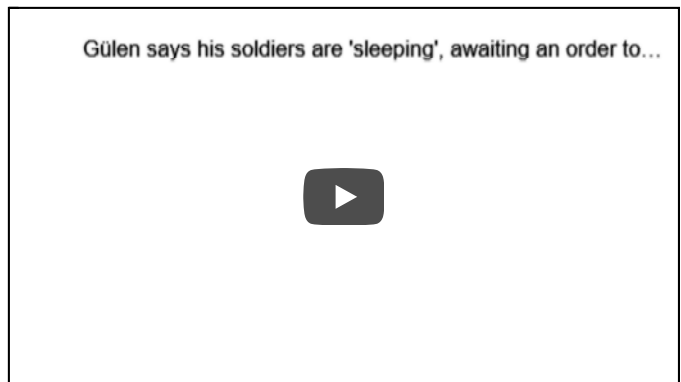 Gülen says his soldiers are 'sleeping', awaiting an order to…